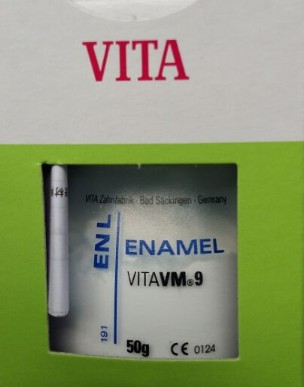 VITA
VITA Zahnfabrik · Bad Säckingen · Germany
ENL
ENAMEL
VITAVM®9
191
50g CE 0124